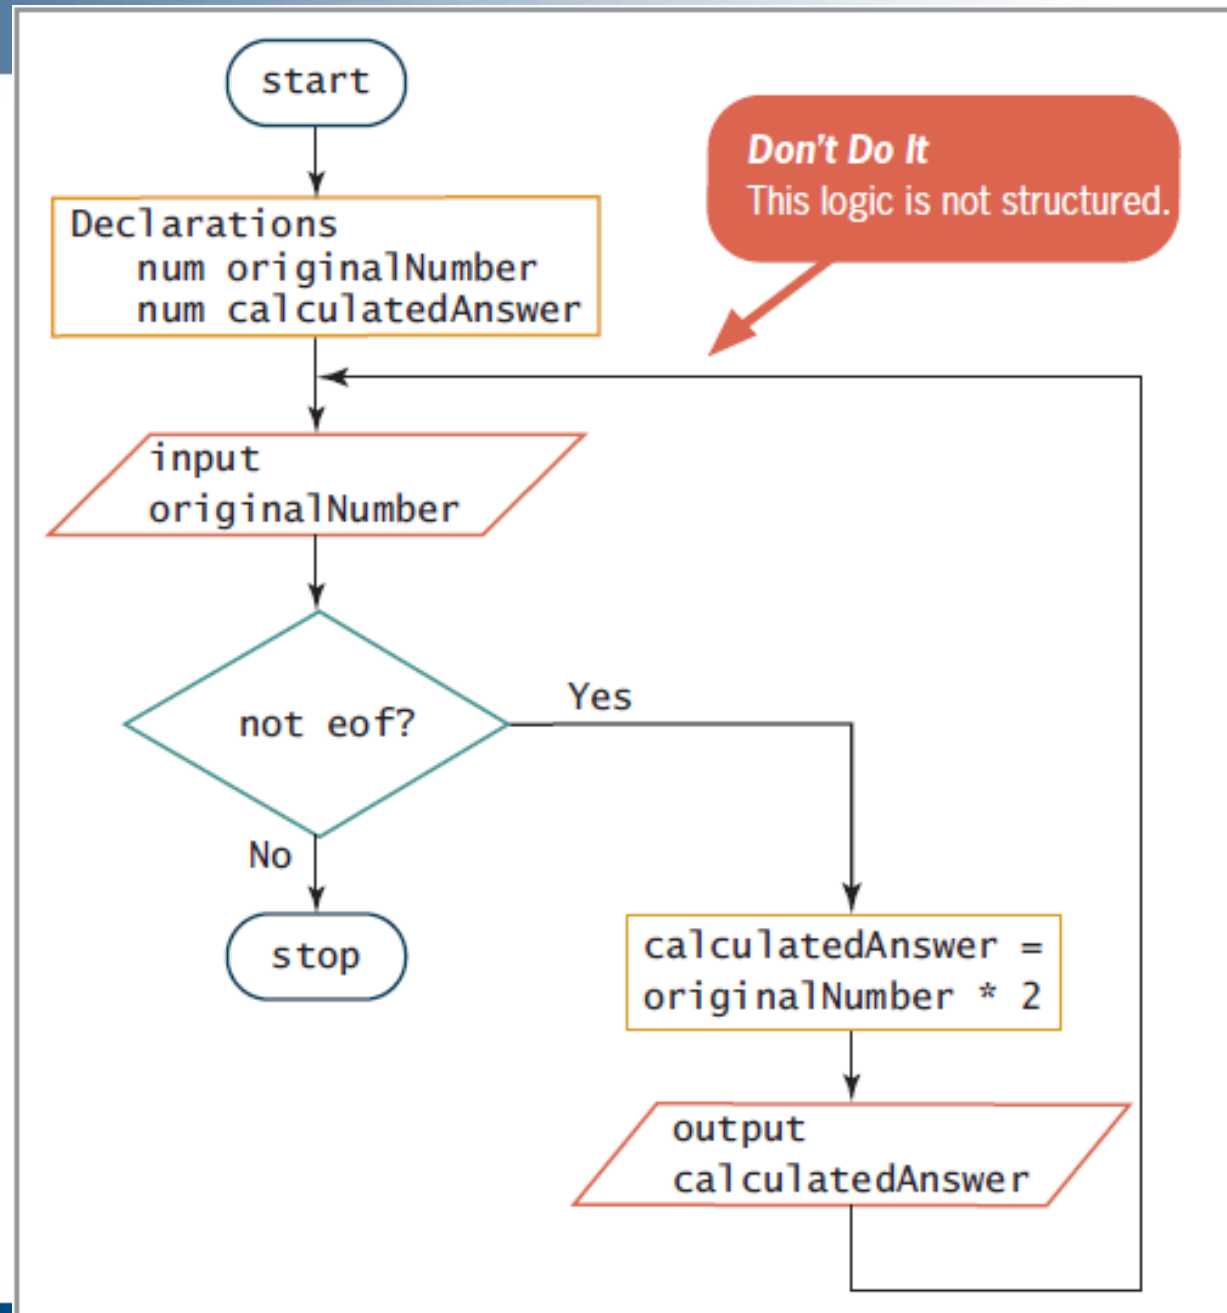 start
Don't Do It
This logic is not structured.
Declarations
num originalNumber
num calculatedAnswer
input
originalNumber
not eof?
Yes
No
stop
calculatedAnswer =
originalNumber * 2
output
calculatedAnswer